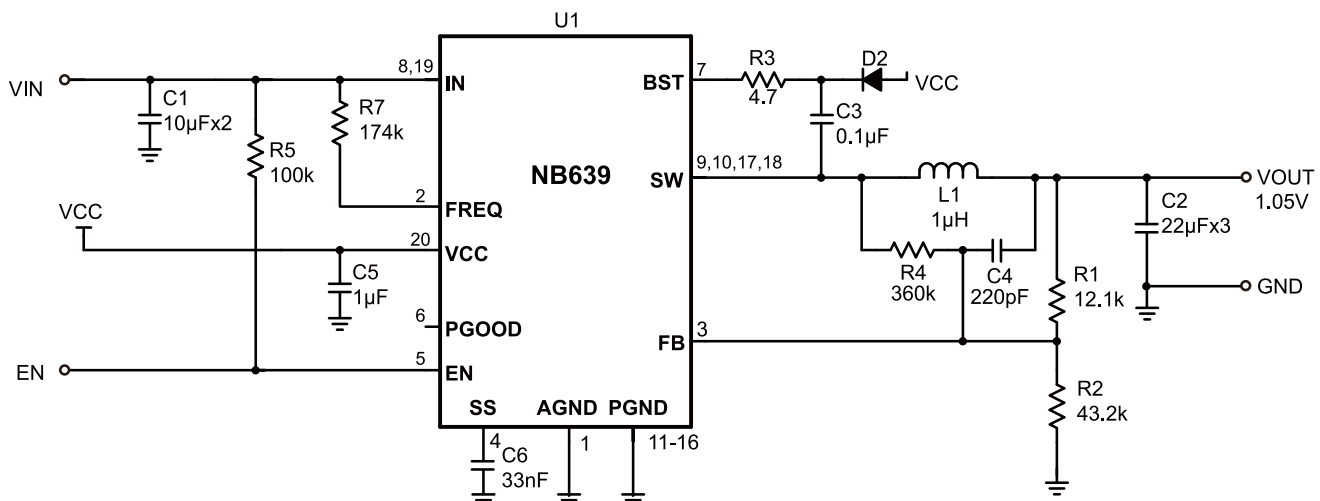 U1
VIN
C1
10µFx2
R5
100k
R7
174k
8,19
IN
2
FREQ
VCC
20
VCC
C5
1µF
6
PGOOD
EN
5
EN
NB639
SS
4
C6
33nF
AGND
1
PGND
11-16
BST
7
R3
4.7
D2
VCC
C3
0.1µF
SW
9,10,17,18
L1
1µH
R4
360k
C4
220pF
FB
3
R1
12.1k
R2
43.2k
C2
22µFx3
VOUT
1.05V
GND